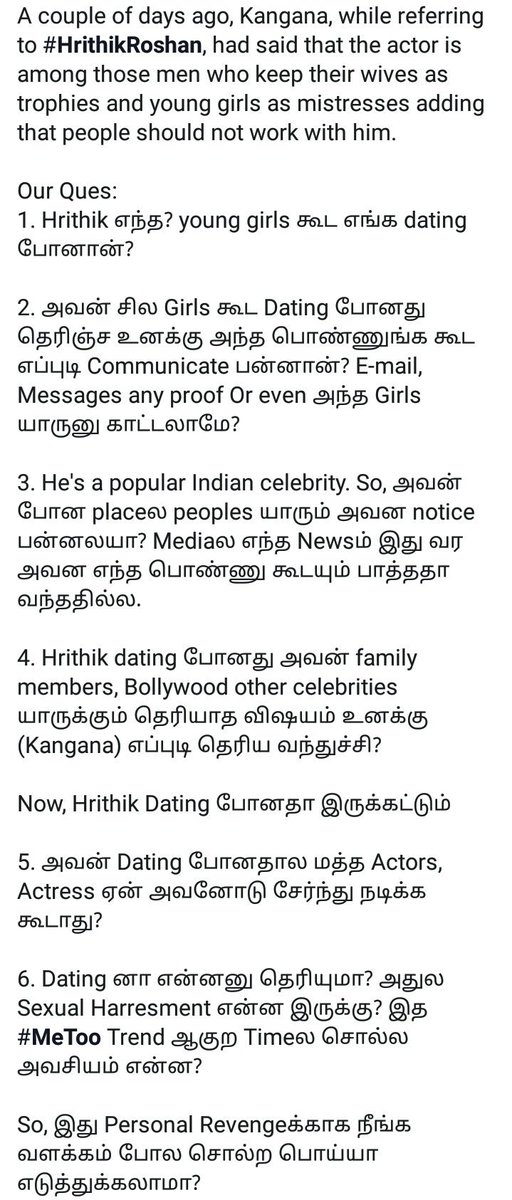 A couple of days ago, Kangana, while referring
to #HrithikRoshan, had said that the actor is
among those men who keep their wives as
trophies and young girls as mistresses adding
that people should not work with him.
Our Ques:
1. Hrithik எந்த? young girls கூட எங்க dating
போனான்?
2. அவன் சில Girls கூட Dating போனது
தெரிஞ்ச உனக்கு அந்த பொண்ணுங்க கூட
எப்புடி Communicate பன்னான்? E-mail,
Messages any proof Or even அந்த Girls
யாருனு காட்டலாமே?
3. He's a popular Indian celebrity. So, அவன்
போன placeல peoples யாரும் அவன notice
பன்னலயா? Mediaல எந்த Newsம் இது வர
அவன எந்த பொண்ணு கூடயும் பாத்ததா
வந்ததில்ல.
4. Hrithik dating போனது அவன் family
members, Bollywood other celebrities
யாருக்கும் தெரியாத விஷயம் உனக்கு
(Kangana) எப்புடி தெரிய வந்துச்சி?
Now, Hrithik Dating போனதா இருக்கட்டும்
5. அவன் Dating போனதால மத்த Actors,
Actress ஏன் அவனோடு சேர்ந்து நடிக்க
கூடாது?
6. Dating னா என்னனு தெரியுமா? அதுல
Sexual Harresment என்ன இருக்கு? இத
#MeToo Trend ஆகுற Timeல சொல்ல
அவசியம் என்ன?
So, இது Personal Revengeக்காக நீங்க
வளக்கம் போல சொல்ற பொய்யா
எடுத்துக்கலாமா?